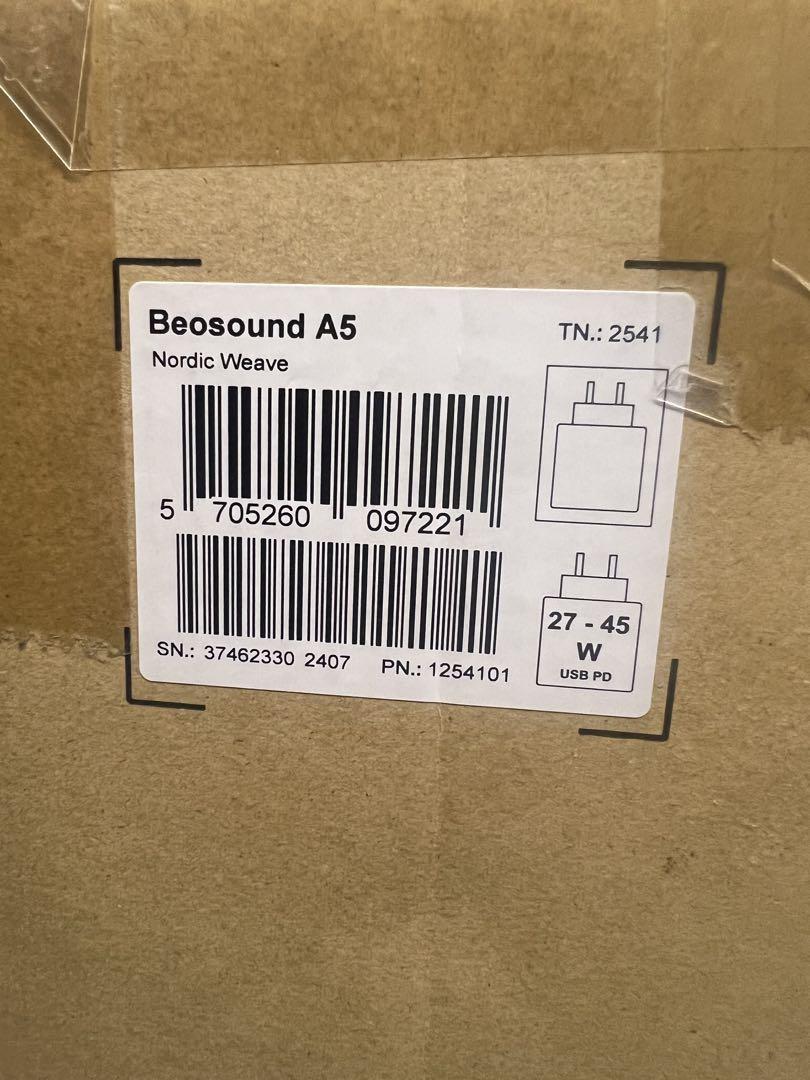 Beosound A5
TN.: 2541
Nordic Weave
5 705260 097221
SN.: 37462330 2407 PN.: 1254101
27 - 45
W
USB PD